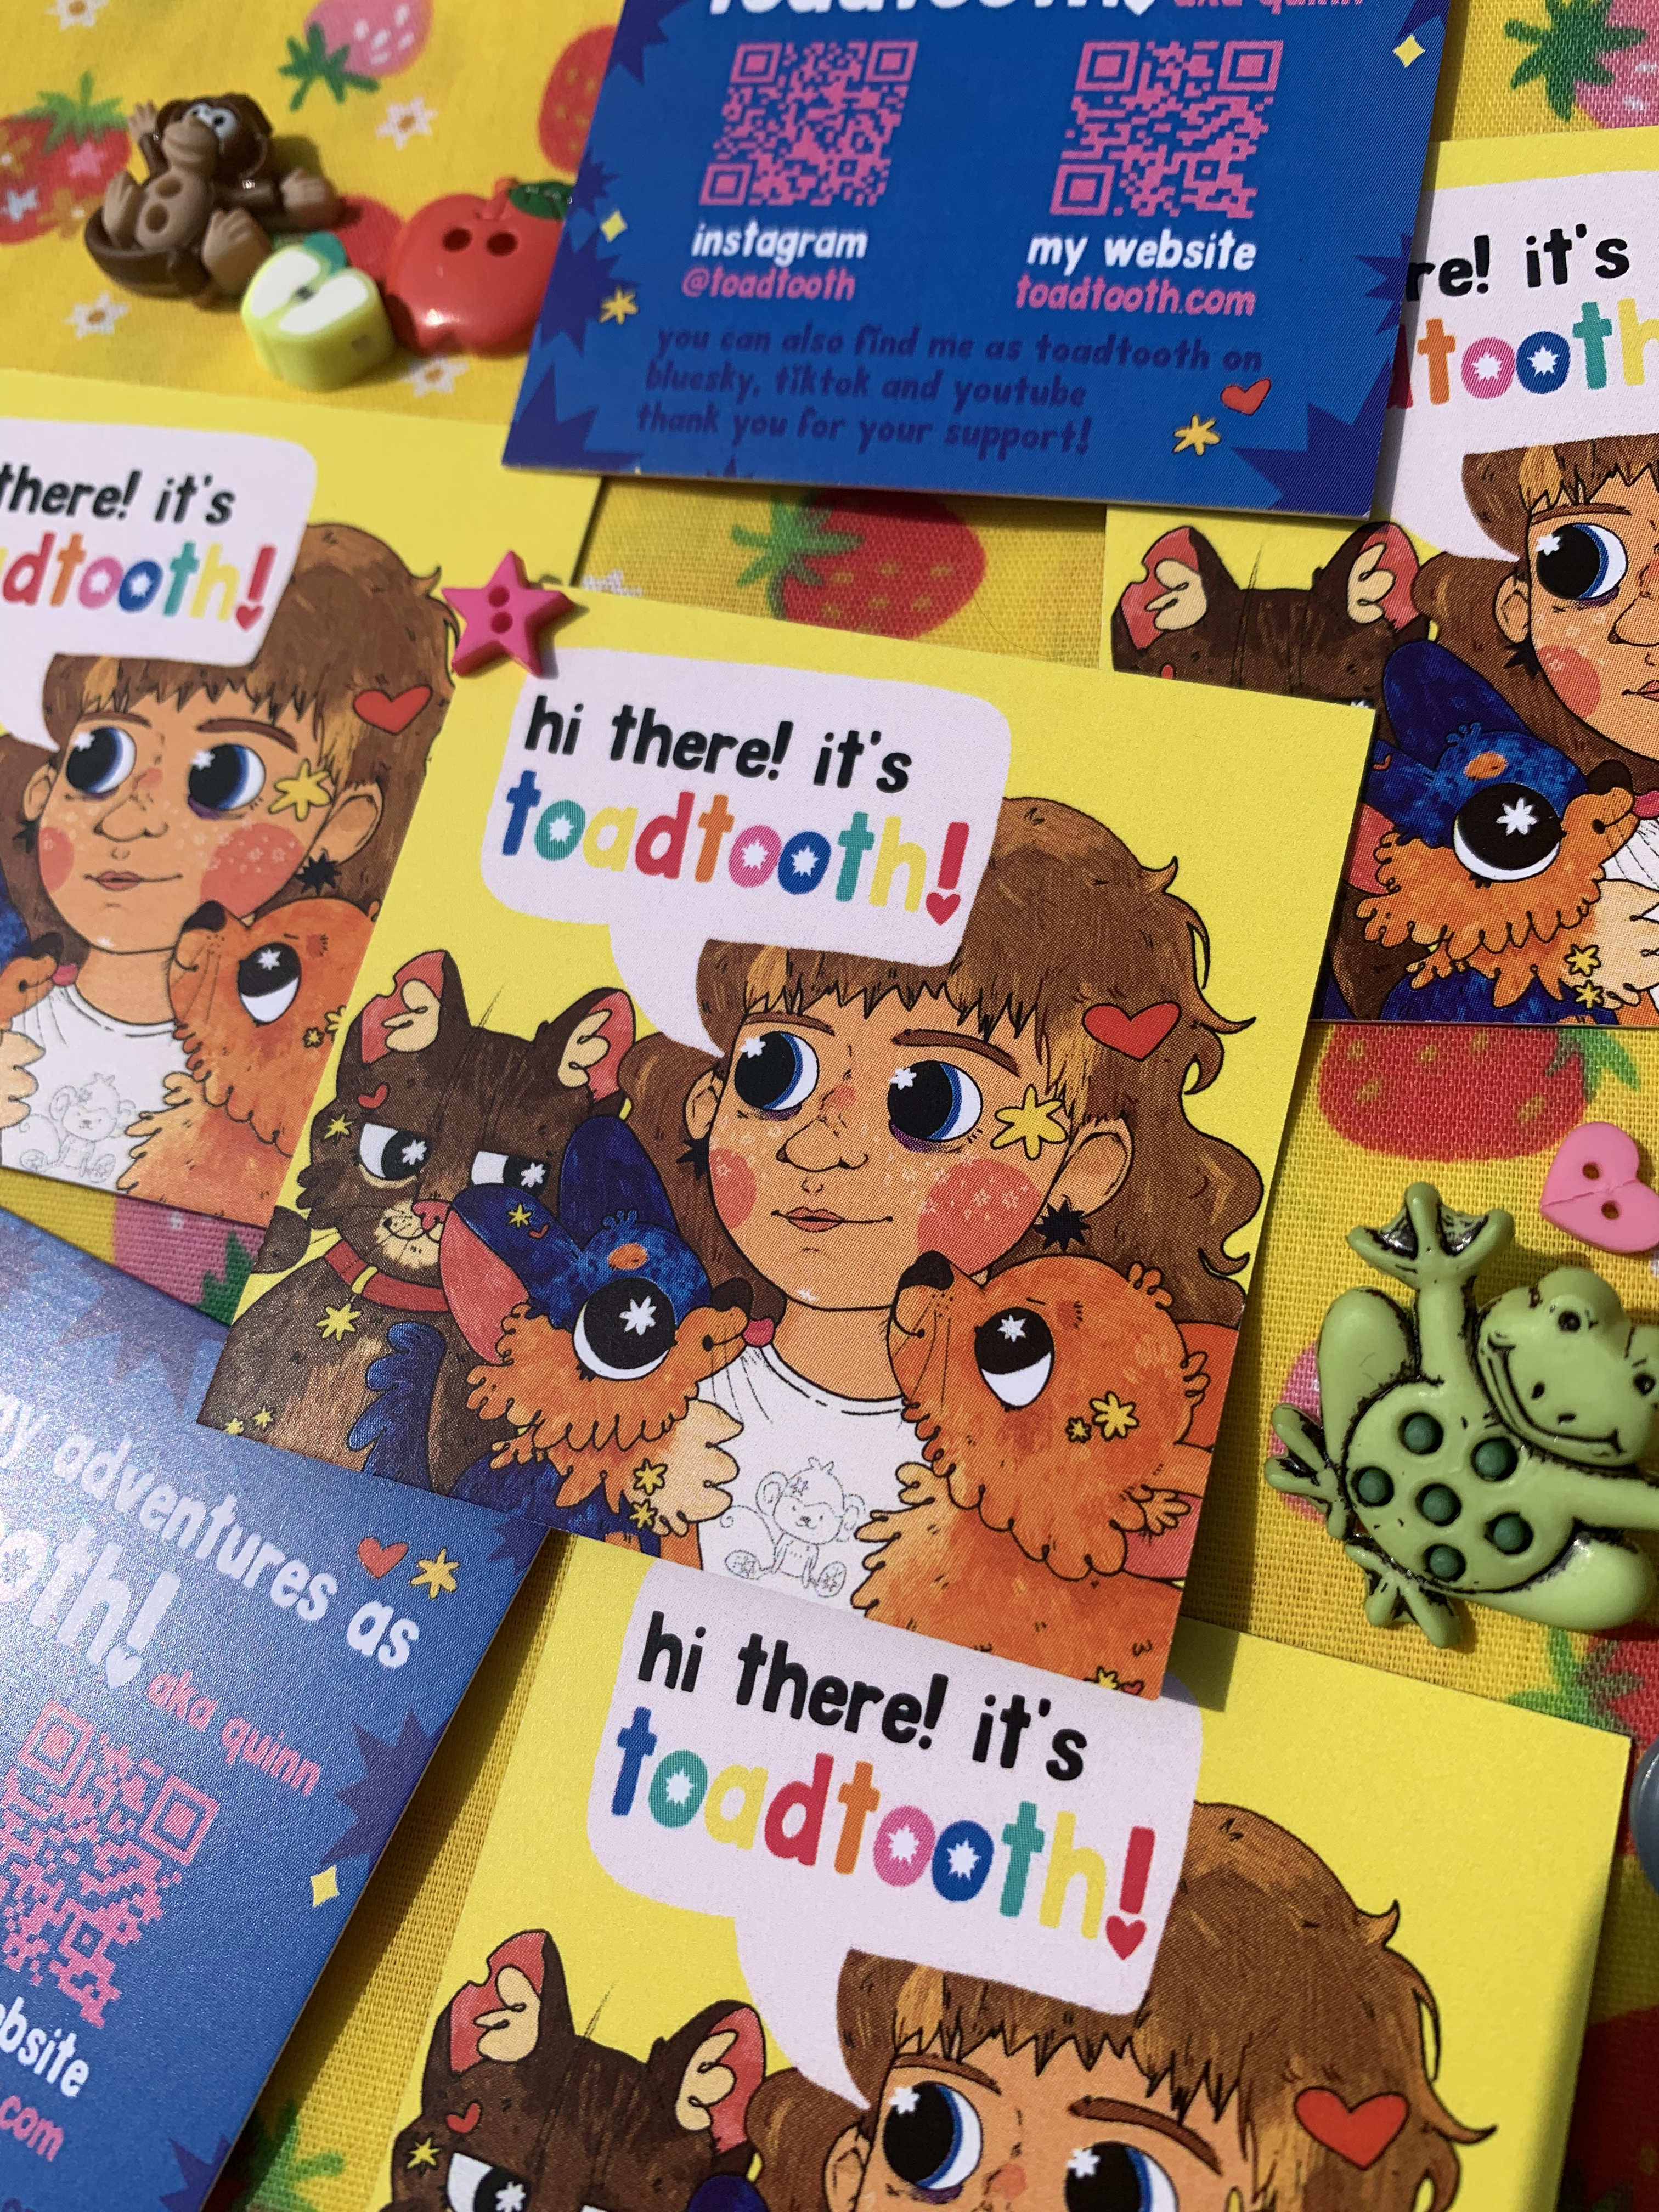 aka quinn
instagram
@toadtooth
my website
toadtooth.com
you can also find me as toadtooth on
bluesky, tiktok and youtube
thank you for your support!
it's
tooth
there! it's
adtooth!
hi there! it's
toadtooth!
adventures as
oth!
aka quinn
bsite
.com
hi there! it's
toadtooth!